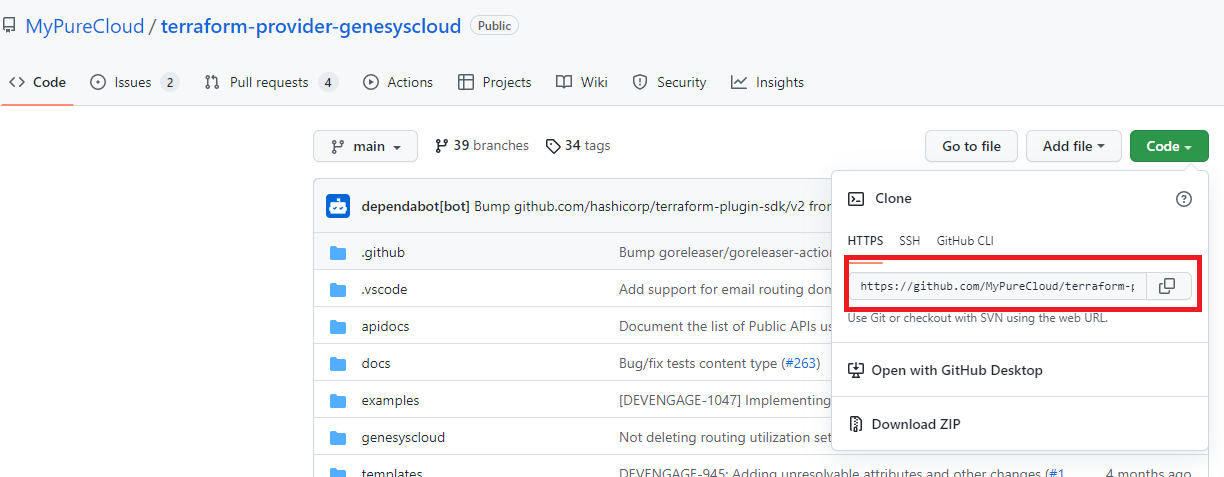 MyPureCloud / terraform-provider-genesyscloud Public
Code Issues 2 Pull requests 4 Actions Projects Wiki Security Insights
main 39 branches 34 tags Go to file Add file Code
dependabot[bot] Bump github.com/hashicorp/terraform-plugin-sdk/v2 from
Clone
HTTPS SSH GitHub CLI
https://github.com/MyPureCloud/terraform-p
Use Git or checkout with SVN using the web URL.
Open with GitHub Desktop
Download ZIP
.github Bump goreleaser/goreleaser-action
.vscode Add support for email routing dom
apidocs Document the list of Public APIs us
docs Bug/fix tests content type (#263)
examples [DEVENGAGE-1047] Implementing
genesyscloud Not deleting routing utilization set
templates DEVENGAGE-945: Adding unresolvable attributes and other changes (#1 4 months ago